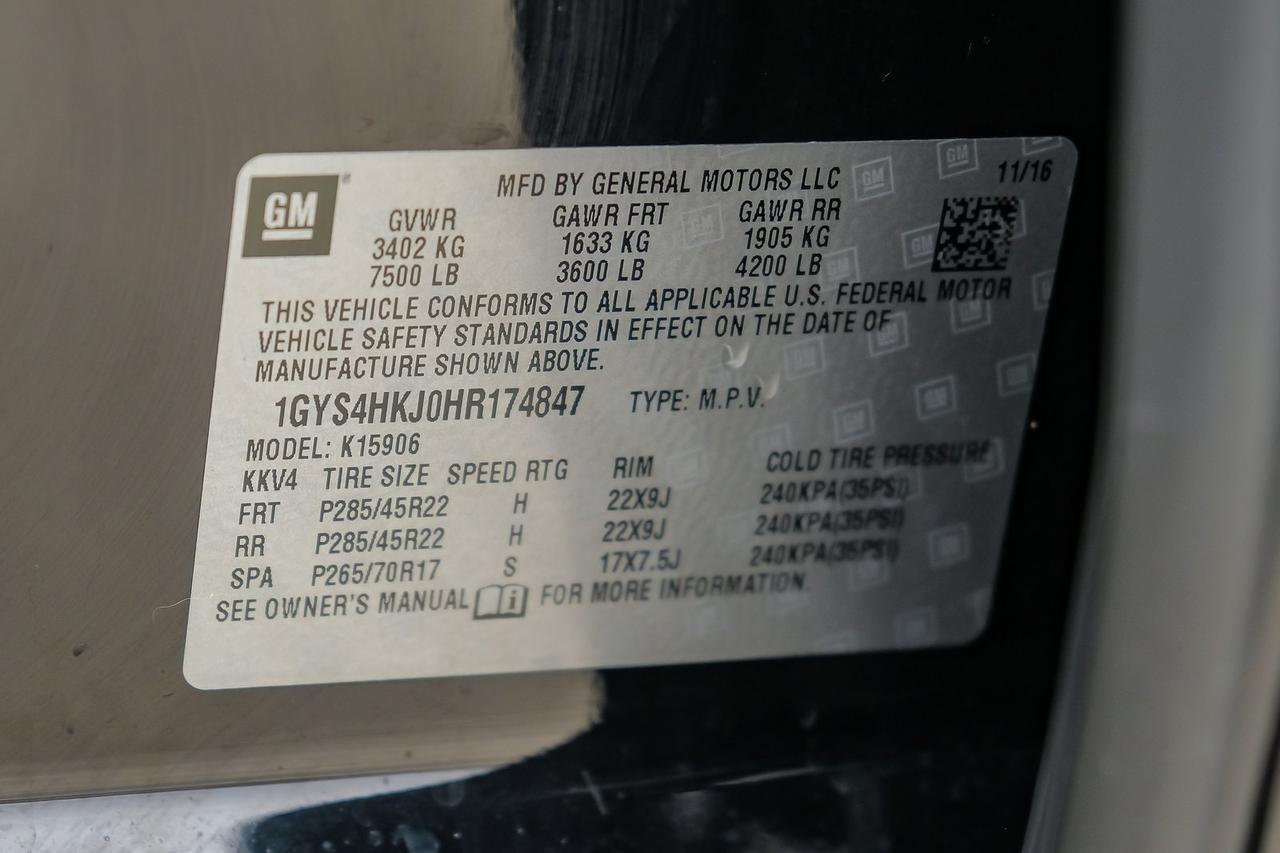 GM
MFD BY GENERAL MOTORS LLC 11/16
GVWR GAWR FRT GAWR RR
3402 KG 1633 KG 1905 KG
7500 LB 3600 LB 4200 LB
THIS VEHICLE CONFORMS TO ALL APPLICABLE U.S. FEDERAL MOTOR
VEHICLE SAFETY STANDARDS IN EFFECT ON THE DATE OF
MANUFACTURE SHOWN ABOVE.
1GYS4HKJ0HR174847 TYPE: M.P.V.
MODEL: K15906
KKV4 TIRE SIZE SPEED RTG RIM COLD TIRE PRESSURE
FRT P285/45R22 H 22X9J 240KPA(35PSI)
RR P285/45R22 H 22X9J 240KPA(35PSI)
SPA P265/70R17 S 17X7.5J 240KPA(35PSI)
SEE OWNER'S MANUAL i FOR MORE INFORMATION.